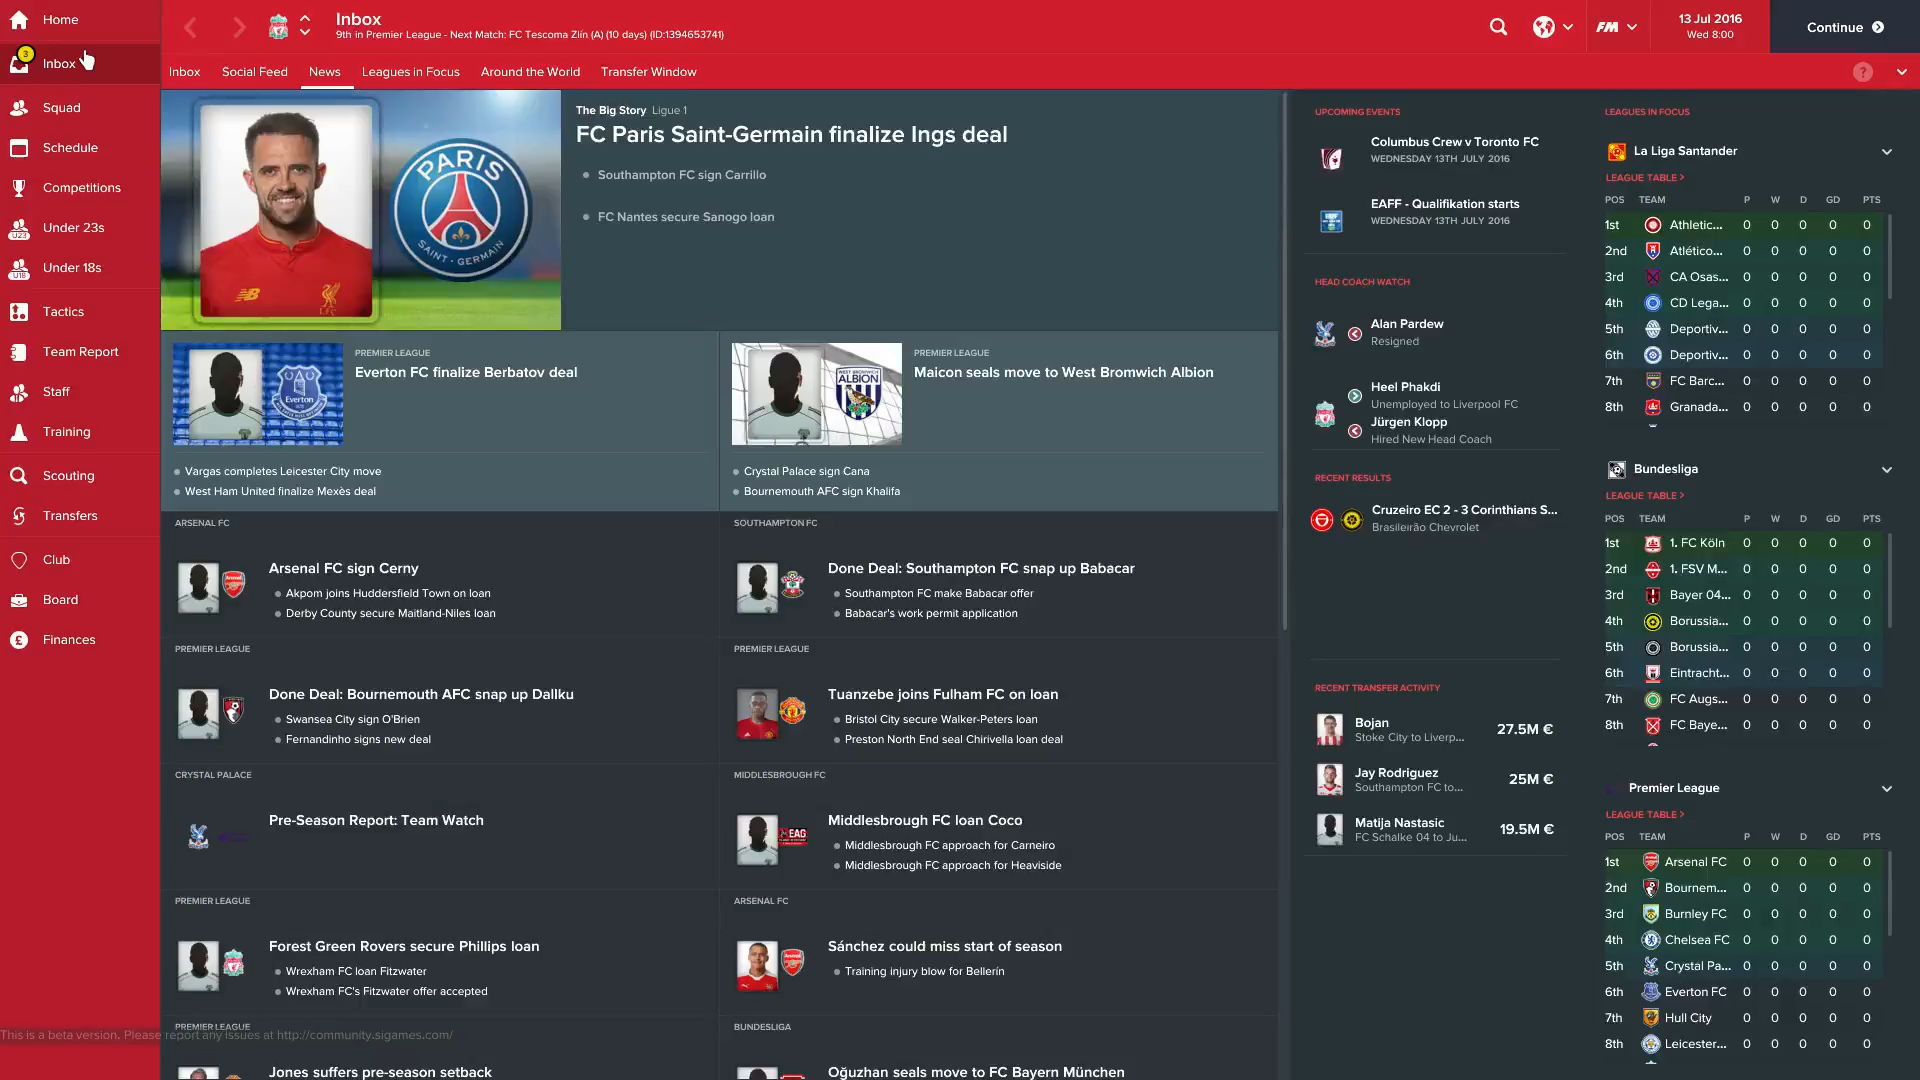 Home
3
Inbox
Squad
Schedule
Competitions
Under 23s
Under 18s
Tactics
Team Report
Staff
Training
Scouting
Transfers
Club
Board
Finances
Inbox
9th in Premier League - Next Match: FC Tescoma Zlín (A) (10 days) (ID:1394653741)
FM
13 Jul 2016
Wed 8:00
Continue
Inbox Social Feed News Leagues in Focus Around the World Transfer Window
?
PARIS
SAINT-GERMAIN
The Big Story Ligue 1
FC Paris Saint-Germain finalize Ings deal
Southampton FC sign Carrillo
FC Nantes secure Sanogo loan
Everton
PREMIER LEAGUE
Everton FC finalize Berbatov deal
Vargas completes Leicester City move
West Ham United finalize Mexès deal
WEST BROMWICH
ALBION
PREMIER LEAGUE
Maicon seals move to West Bromwich Albion
Crystal Palace sign Cana
Bournemouth AFC sign Khalifa
ARSENAL FC
Arsenal FC sign Cerny
Akpom joins Huddersfield Town on loan
Derby County secure Maitland-Niles loan
SOUTHAMPTON FC
Done Deal: Southampton FC snap up Babacar
Southampton FC make Babacar offer
Babacar's work permit application
PREMIER LEAGUE
Done Deal: Bournemouth AFC snap up Dallku
Swansea City sign O'Brien
Fernandinho signs new deal
PREMIER LEAGUE
Tuanzebe joins Fulham FC on loan
Bristol City secure Walker-Peters loan
Preston North End seal Chirivella loan deal
CRYSTAL PALACE
Pre-Season Report: Team Watch
MIDDLESBROUGH FC
Middlesbrough FC loan Coco
Middlesbrough FC approach for Carneiro
Middlesbrough FC approach for Heaviside
PREMIER LEAGUE
Forest Green Rovers secure Phillips loan
Wrexham FC loan Fitzwater
Wrexham FC's Fitzwater offer accepted
ARSENAL FC
Sánchez could miss start of season
Training injury blow for Bellerín
PREMIER LEAGUE
Jones suffers pre-season setback
BUNDESLIGA
Oğuzhan seals move to FC Bayern München
This is a beta version. Please report any issues at http://community.sigames.com/
UPCOMING EVENTS
Columbus Crew v Toronto FC
WEDNESDAY 13TH JULY 2016
EAFF - Qualifikation starts
WEDNESDAY 13TH JULY 2016
HEAD COACH WATCH
Alan Pardew
Resigned
Heel Phakdi
Unemployed to Liverpool FC
Jürgen Klopp
Hired New Head Coach
RECENT RESULTS
Cruzeiro EC 2 - 3 Corinthians S...
Brasileirão Chevrolet
RECENT TRANSFER ACTIVITY
Bojan
Stoke City to Liverp...
27.5M €
Jay Rodriguez
Southampton FC to...
25M €
Matija Nastasic
FC Schalke 04 to Ju...
19.5M €
LEAGUES IN FOCUS
La Liga Santander
LEAGUE TABLE >
POS TEAM P W D GD PTS
1st Athletic... 0 0 0 0 0
2nd Atlético... 0 0 0 0 0
3rd CA Osas... 0 0 0 0 0
4th CD Lega... 0 0 0 0 0
5th Deportiv... 0 0 0 0 0
6th Deportiv... 0 0 0 0 0
7th FC Barc... 0 0 0 0 0
8th Granada... 0 0 0 0 0
Bundesliga
LEAGUE TABLE >
POS TEAM P W D GD PTS
1st 1. FC Köln 0 0 0 0 0
2nd 1. FSV M... 0 0 0 0 0
3rd Bayer 04... 0 0 0 0 0
4th Borussia... 0 0 0 0 0
5th Borussia... 0 0 0 0 0
6th Eintracht... 0 0 0 0 0
7th FC Augs... 0 0 0 0 0
8th FC Baye... 0 0 0 0 0
Premier League
LEAGUE TABLE >
POS TEAM P W D GD PTS
1st Arsenal FC 0 0 0 0 0
2nd Bournem... 0 0 0 0 0
3rd Burnley FC 0 0 0 0 0
4th Chelsea FC 0 0 0 0 0
5th Crystal Pa... 0 0 0 0 0
6th Everton FC 0 0 0 0 0
7th Hull City 0 0 0 0 0
8th Leicester... 0 0 0 0 0